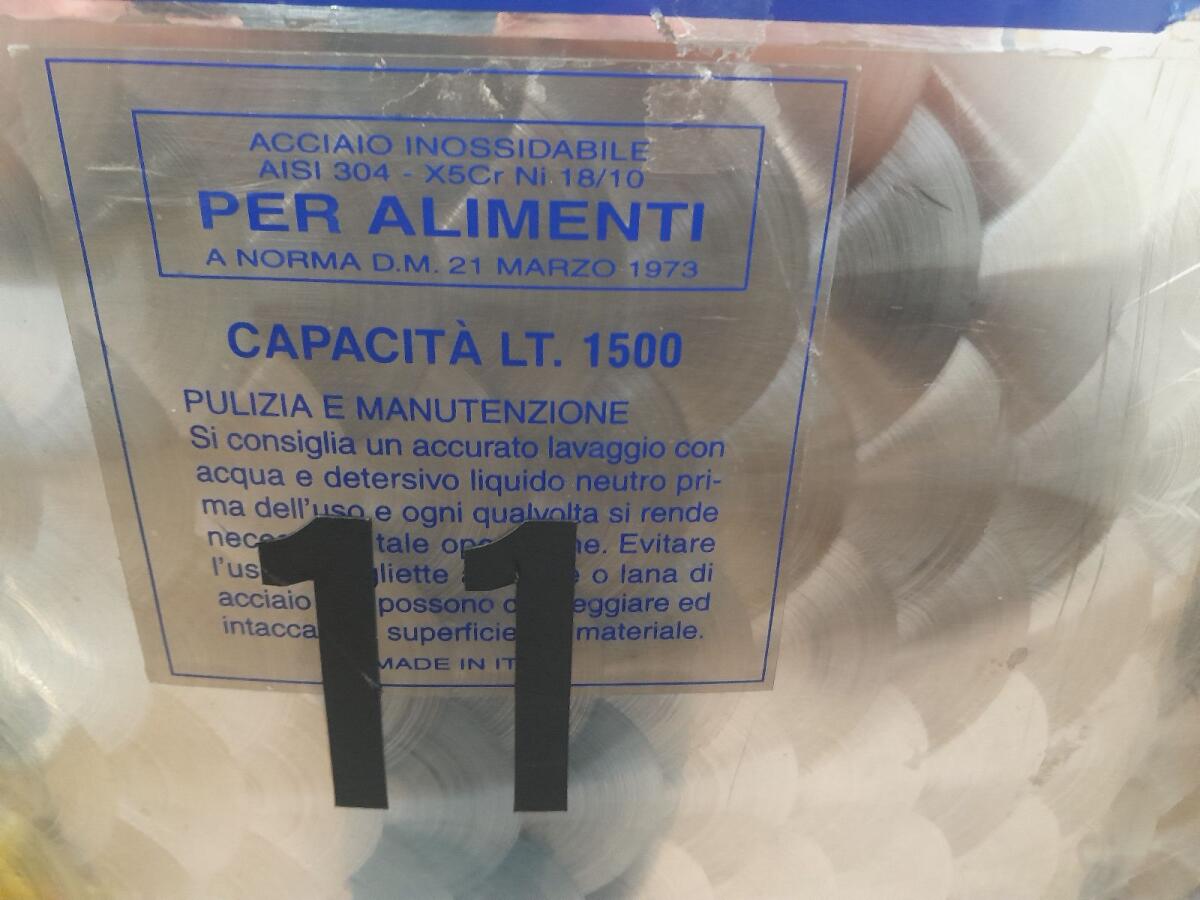 ACCIAIO INOSSIDABILE
AISI 304 - X5Cr Ni 18/10
PER ALIMENTI
A NORMA D.M. 21 MARZO 1973
CAPACITÀ LT. 1500
PULIZIA E MANUTENZIONE
Si consiglia un accurato lavaggio con
acqua e detersivo liquido neutro pri-
ma dell'uso e ogni qualvolta si rende
tale Evitare
o lana di
acciaio possono ed
superficie materiale.
MADE IN
11